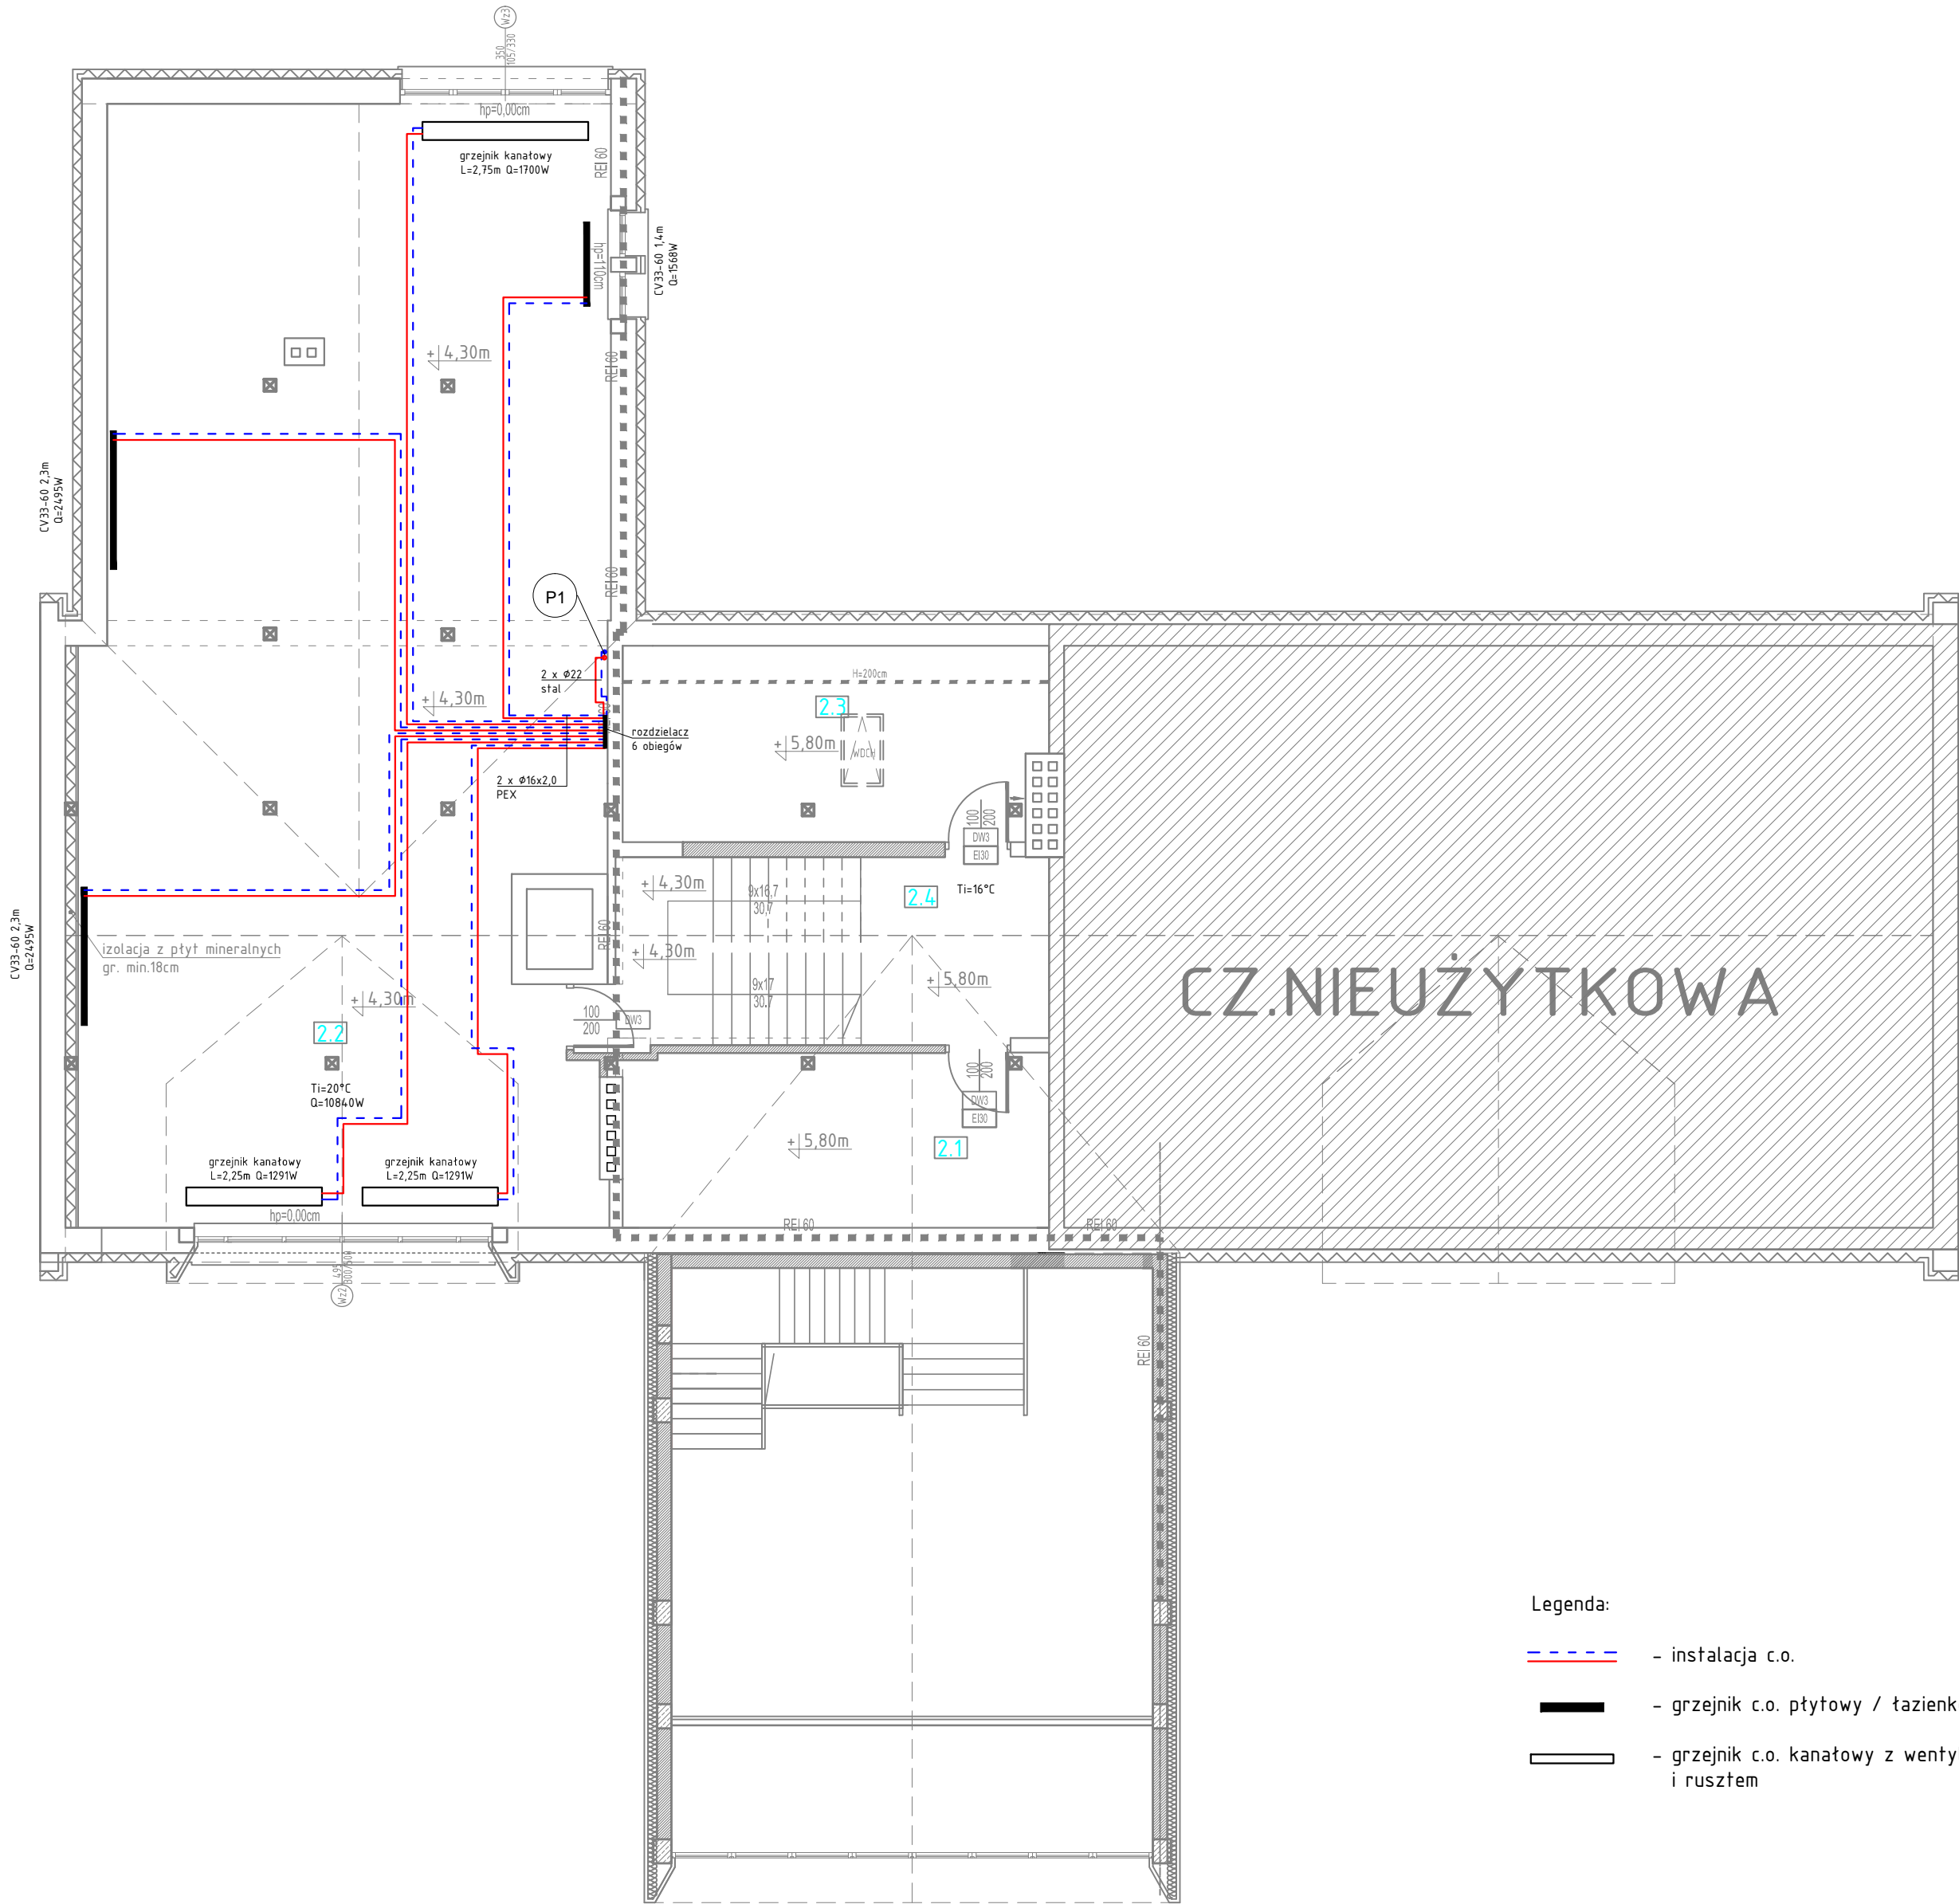 Wz3
350
105/330
hp=0,00cm
grzejnik kanałowy
L=2,75m Q=1700W
REI 60
hp=110cm
CV33-60 1,4m
Q=1568W
+4,30m
REI 60
CV33-60 2,3m
Q=2495W
REI 60
P1
2 x Ø22
stal
+4,30m
H=200cm
2.3
+5,80m
WDCH
rozdzielacz
6 obiegów
2 x Ø16x2,0
PEX
100
200
DW3
EI30
+4,30m
9x16,7
30,7
2.4
Ti=16°C
CV33-60 2,3m
Q=2495W
izolacja z płyt mineralnych
gr. min.18cm
REI 60
+4,30m
+5,80m
9x17
30.7
CZ.NIEUŻYTKOWA
+4,30m
2.2
100
200
DW3
Ti=20°C
Q=10840W
100
200
DW3
EI30
+5,80m
2.1
grzejnik kanałowy
L=2,25m Q=1291W
grzejnik kanałowy
L=2,25m Q=1291W
hp=0,00cm
REI 60
REI 60
Wz2
495
REI 60
Legenda:
- instalacja c.o.
- grzejnik c.o. płytowy / łazienk
- grzejnik c.o. kanałowy z wenty
i rusztem